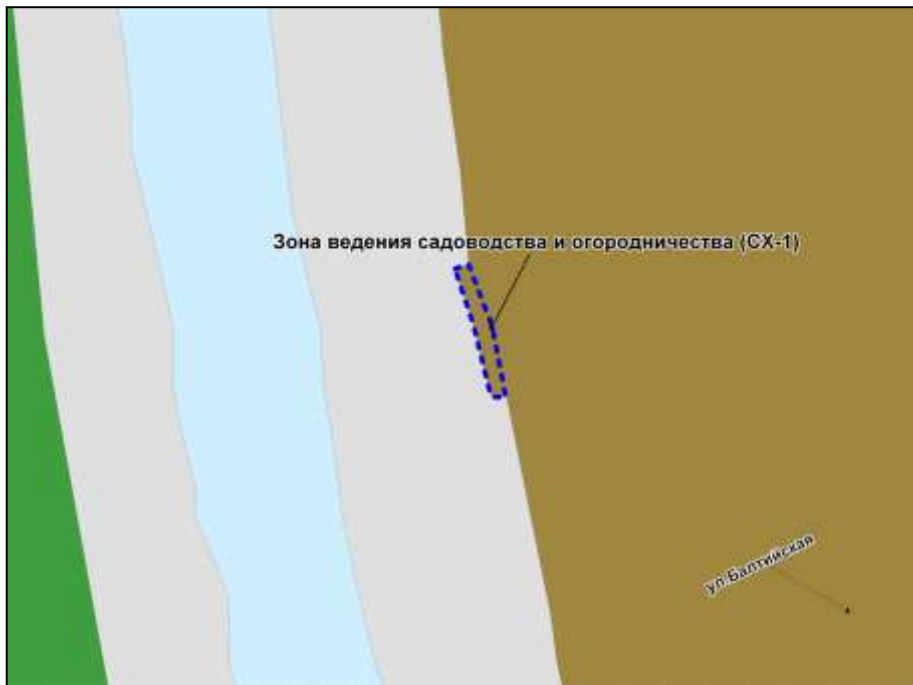 Зона ведения садоводства и огородничества (СХ-1)
ул Балтийская